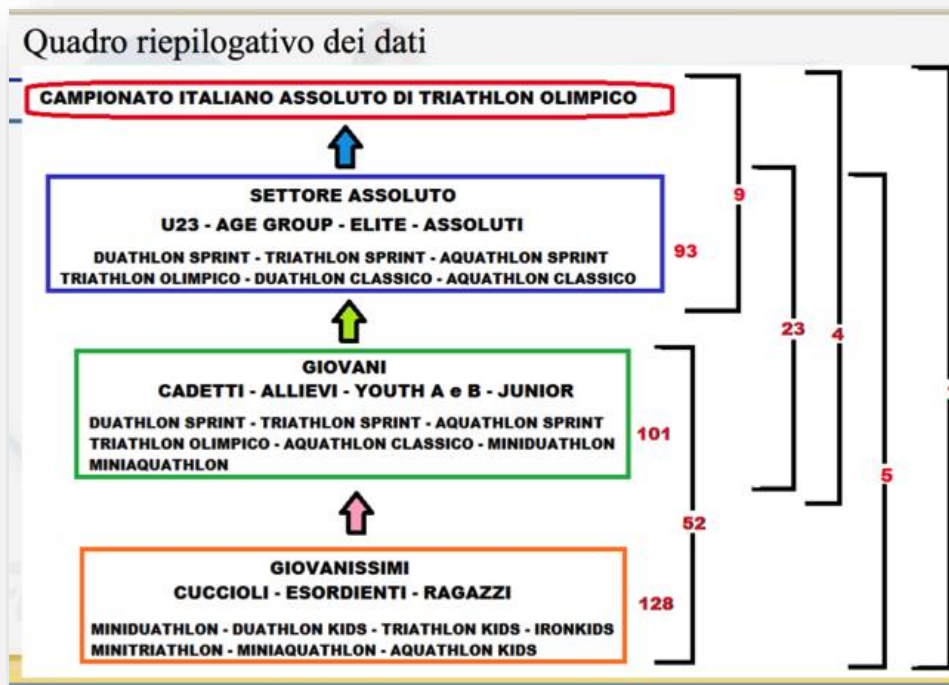 Quadro riepilogativo dei dati
CAMPIONATO ITALIANO ASSOLUTO DI TRIATHLON OLIMPICO
SETTORE ASSOLUTO
U23 - AGE GROUP - ELITE - ASSOLUTI
DUATHLON SPRINT - TRIATHLON SPRINT - AQUATHLON SPRINT
TRIATHLON OLIMPICO - DUATHLON CLASSICO - AQUATHLON CLASSICO
93
9
GIOVANI
CADETTI - ALLIEVI - YOUTH A e B - JUNIOR
DUATHLON SPRINT - TRIATHLON SPRINT - AQUATHLON SPRINT
TRIATHLON OLIMPICO - AQUATHLON CLASSICO - MINIDUATHLON
MINIAQUATHLON
101
23
4
5
52
GIOVANISSIMI
CUCCIOLI - ESORDIENTI - RAGAZZI
MINIDUATHLON - DUATHLON KIDS - TRIATHLON KIDS - IRONKIDS
MINITRIATHLON - MINIAQUATHLON - AQUATHLON KIDS
128